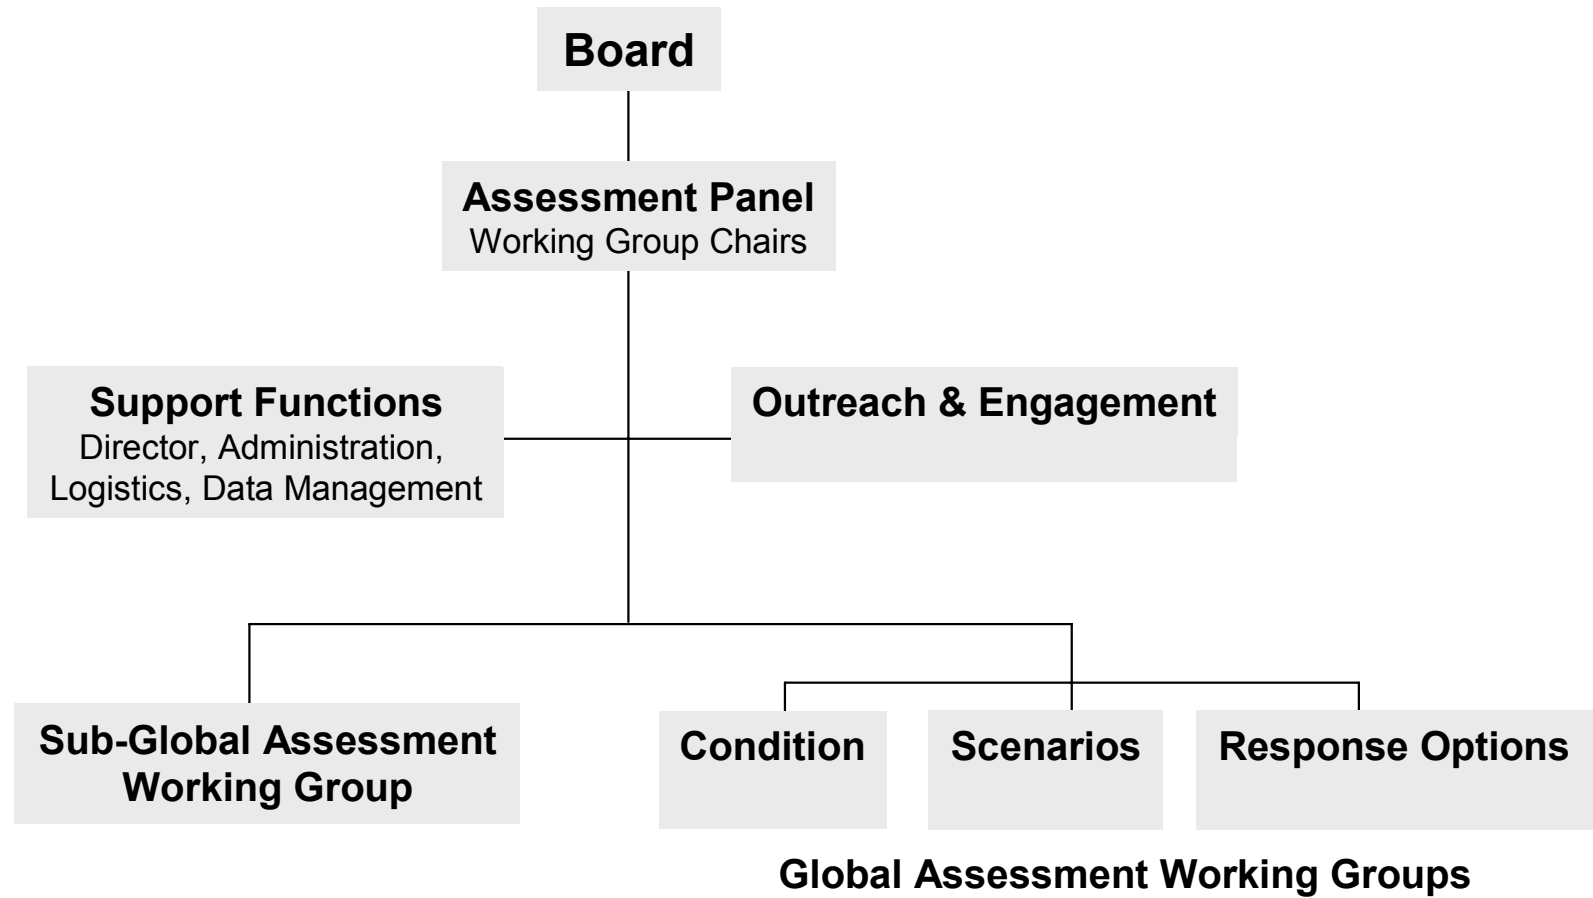 Board
Assessment Panel
Working Group Chairs
Support Functions
Director, Administration,
Logistics, Data Management
Outreach & Engagement
Sub-Global Assessment
Working Group
Condition
Scenarios
Response Options
Global Assessment Working Groups